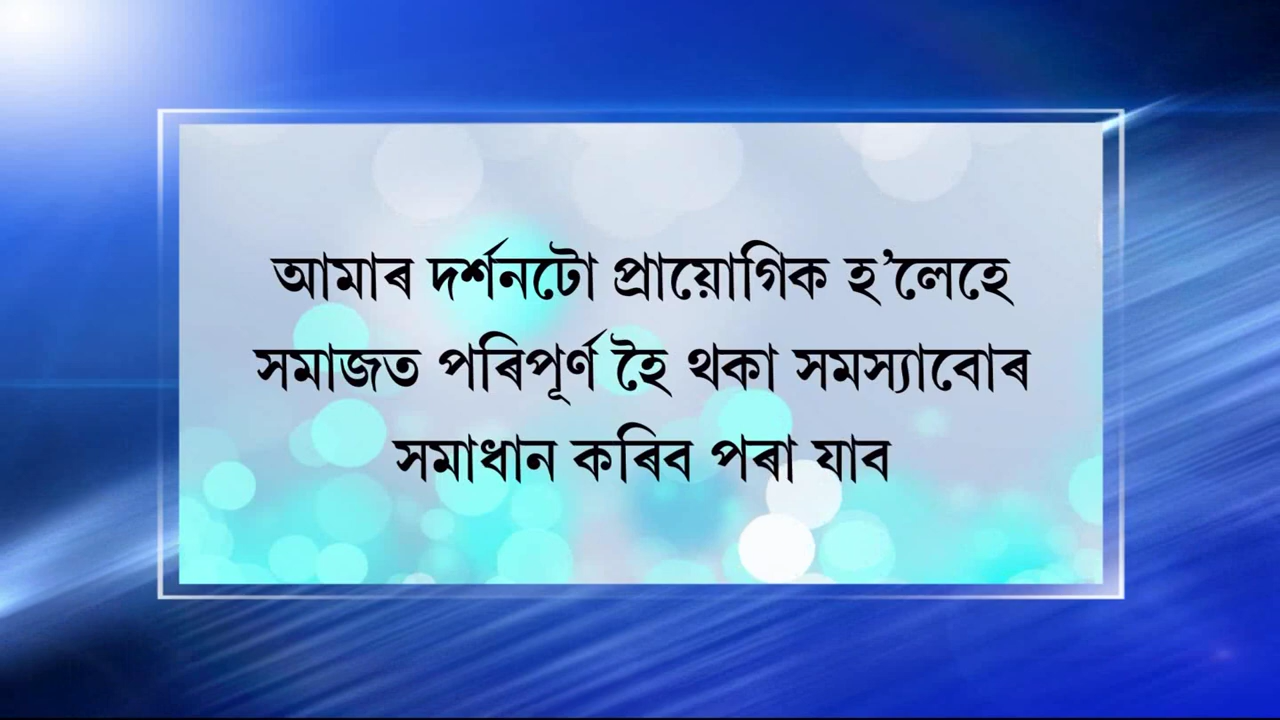 আমাৰ দৰ্শনটো প্ৰায়োগিক হ’লেহে
সমাজত পৰিপূৰ্ণ হৈ থকা সমস্যাবোৰ
সমাধান কৰিব পৰা যাব